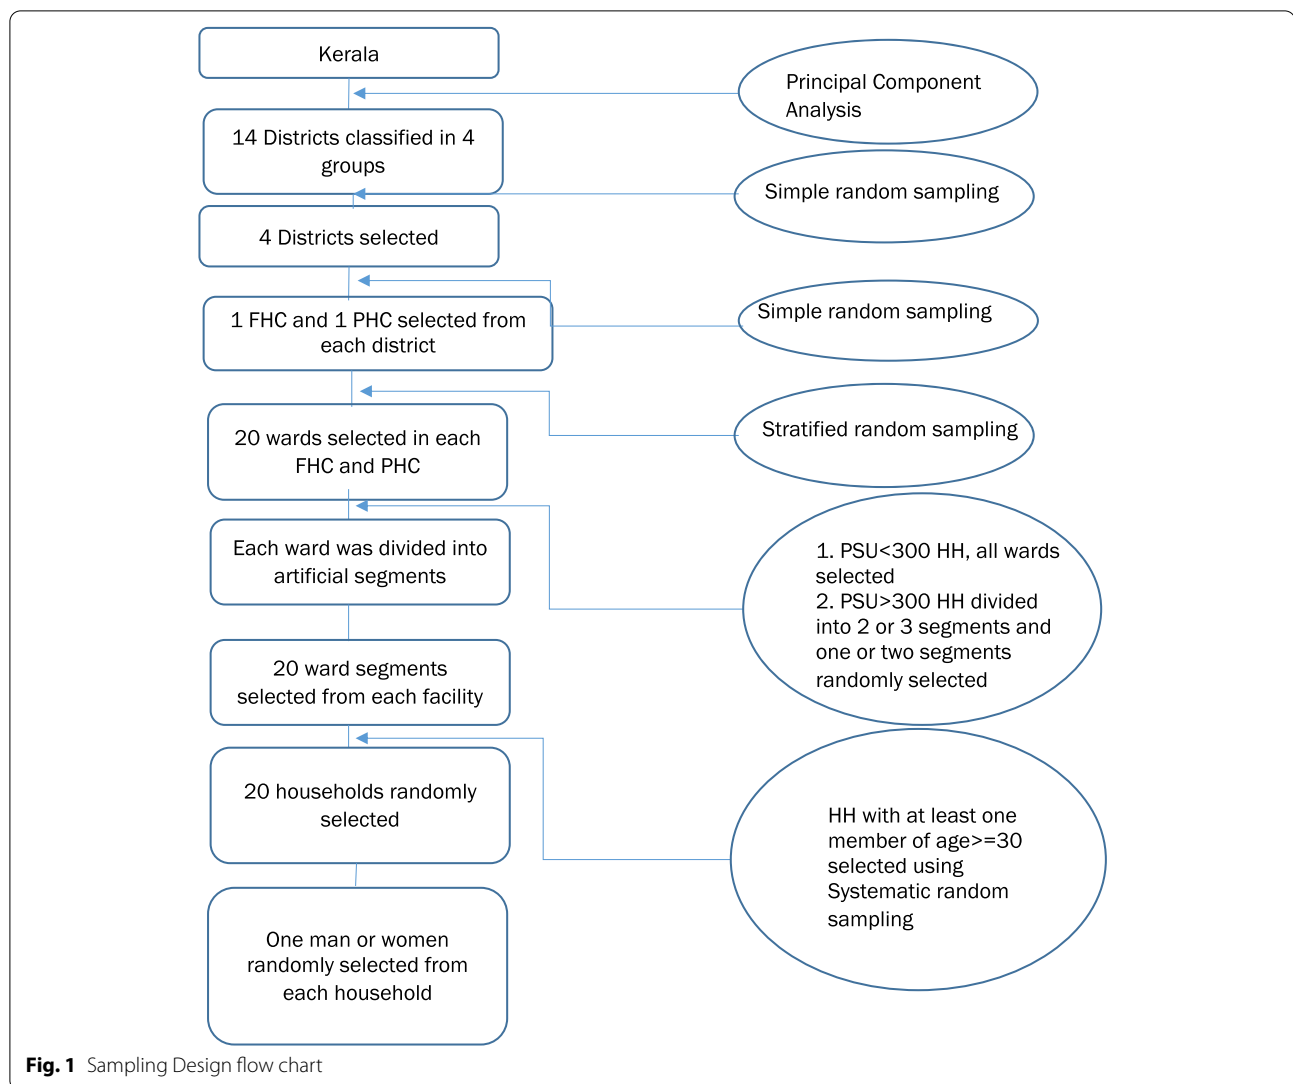 Kerala
Principal Component
Analysis
14 Districts classified in 4
groups
Simple random sampling
4 Districts selected
Simple random sampling
1 FHC and 1 PHC selected from
each district
Stratified random sampling
20 wards selected in each
FHC and PHC
1. PSU<300 HH, all wards
selected
2. PSU>300 HH divided
into 2 or 3 segments and
one or two segments
randomly selected
Each ward was divided into
artificial segments
20 ward segments
selected from each facility
20 households randomly
selected
HH with at least one
member of age>=30
selected using
Systematic random
sampling
One man or women
randomly selected from
each household
Fig. 1 Sampling Design flow chart